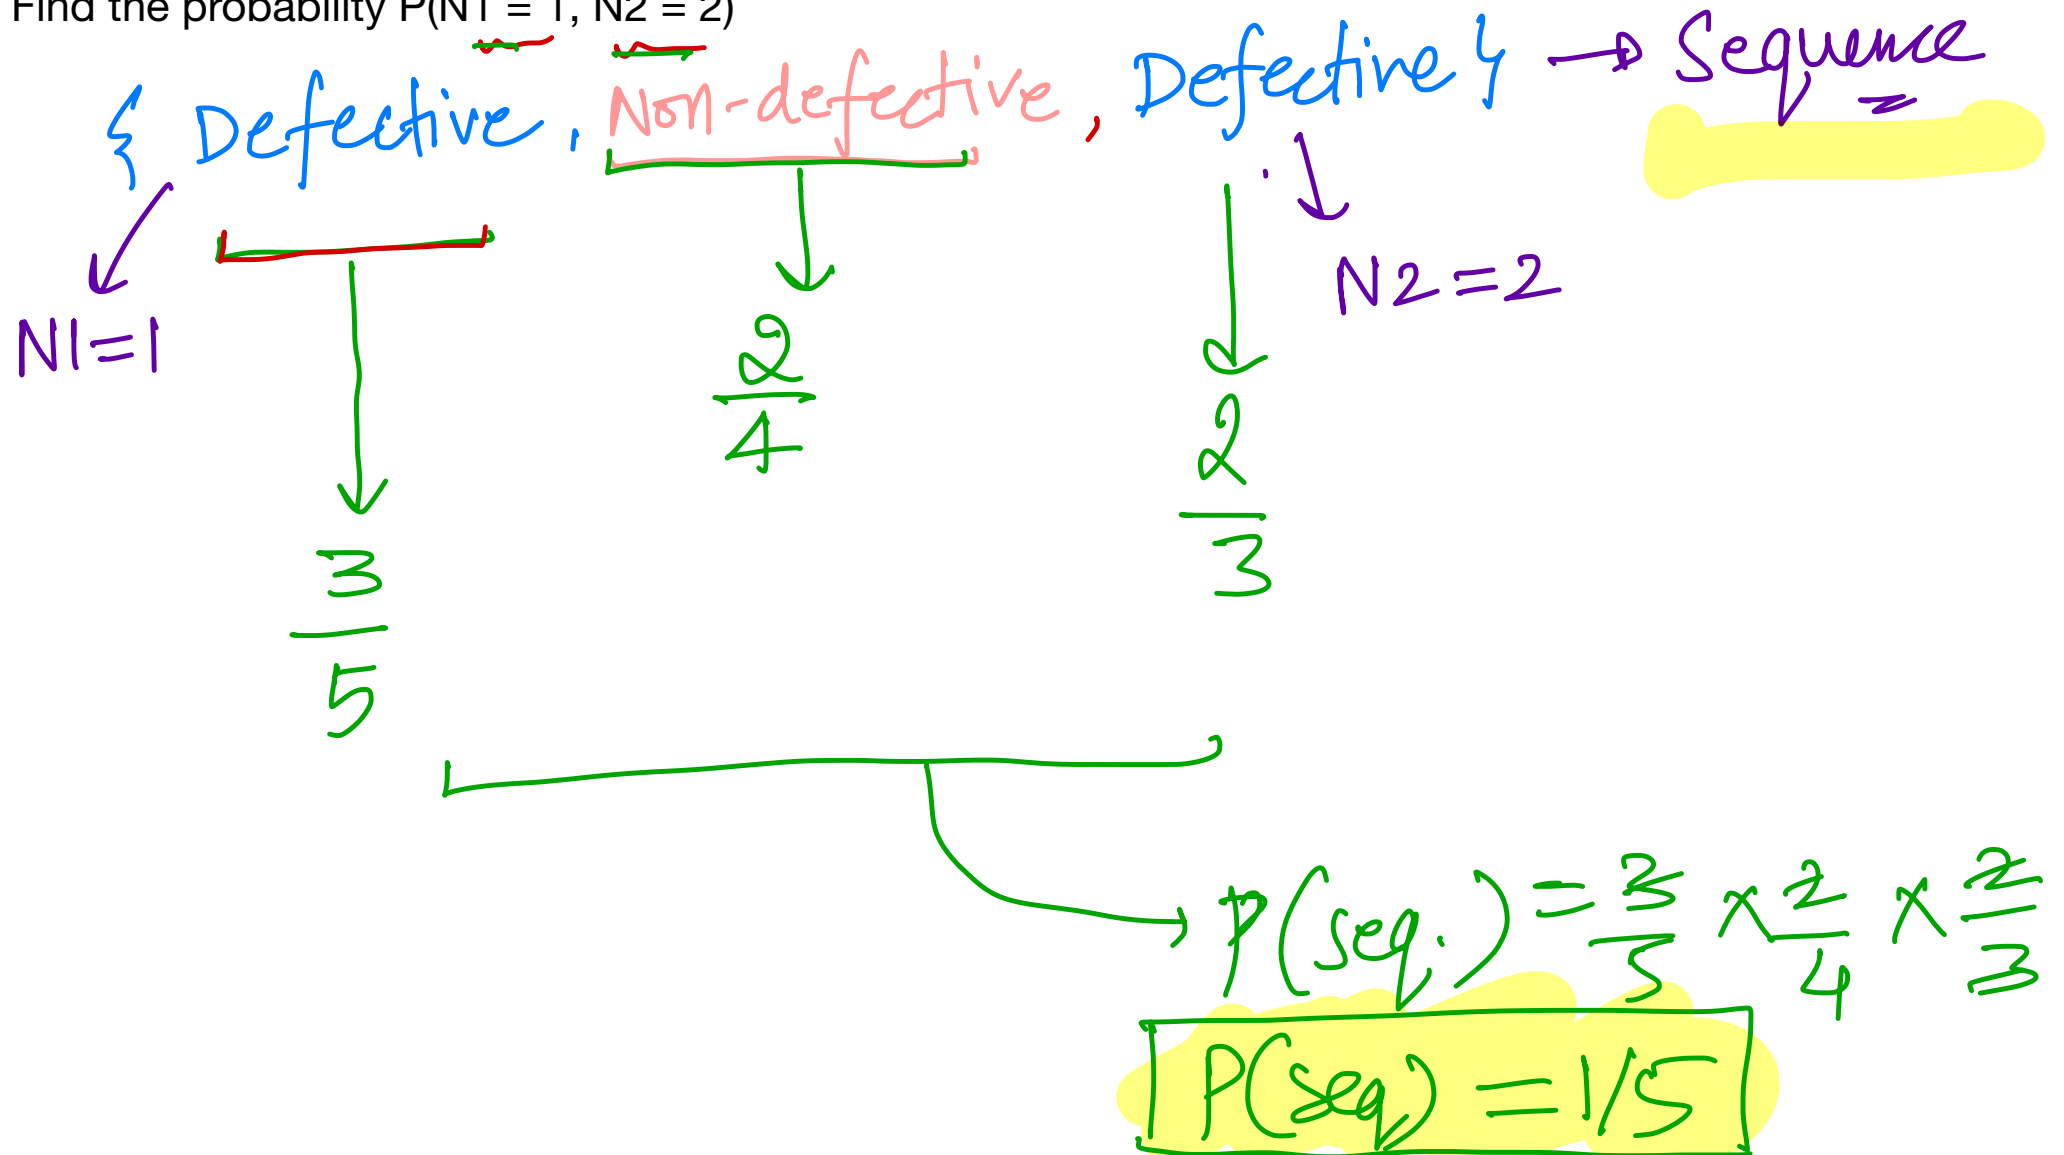 Find the probability P(N1 = 1, N2 = 2)
{ Defective, Non-defective, Defective } → Sequence
N1=1
N2=2
2/4
2/3
3/5
P(seq.) = 3/5 × 2/4 × 2/3
P(seq) = 1/5